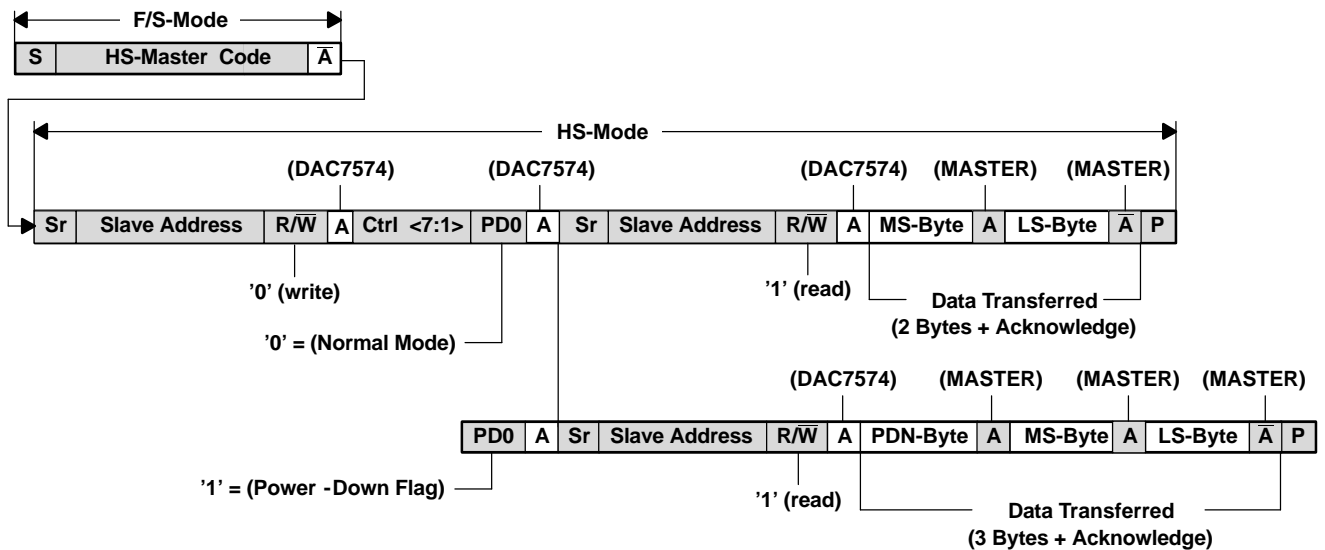 F/S-Mode
S HS-Master Code A̅
HS-Mode
(DAC7574) (DAC7574) (DAC7574) (MASTER) (MASTER)
Sr Slave Address R/W̅ A Ctrl <7:1> PD0 A Sr Slave Address R/W̅ A MS-Byte A LS-Byte A̅ P
'0' (write) '1' (read) Data Transferred
(2 Bytes + Acknowledge)
'0' = (Normal Mode)
(DAC7574) (MASTER) (MASTER) (MASTER)
PD0 A Sr Slave Address R/W̅ A PDN-Byte A MS-Byte A LS-Byte A̅ P
'1' = (Power -Down Flag) '1' (read) Data Transferred
(3 Bytes + Acknowledge)